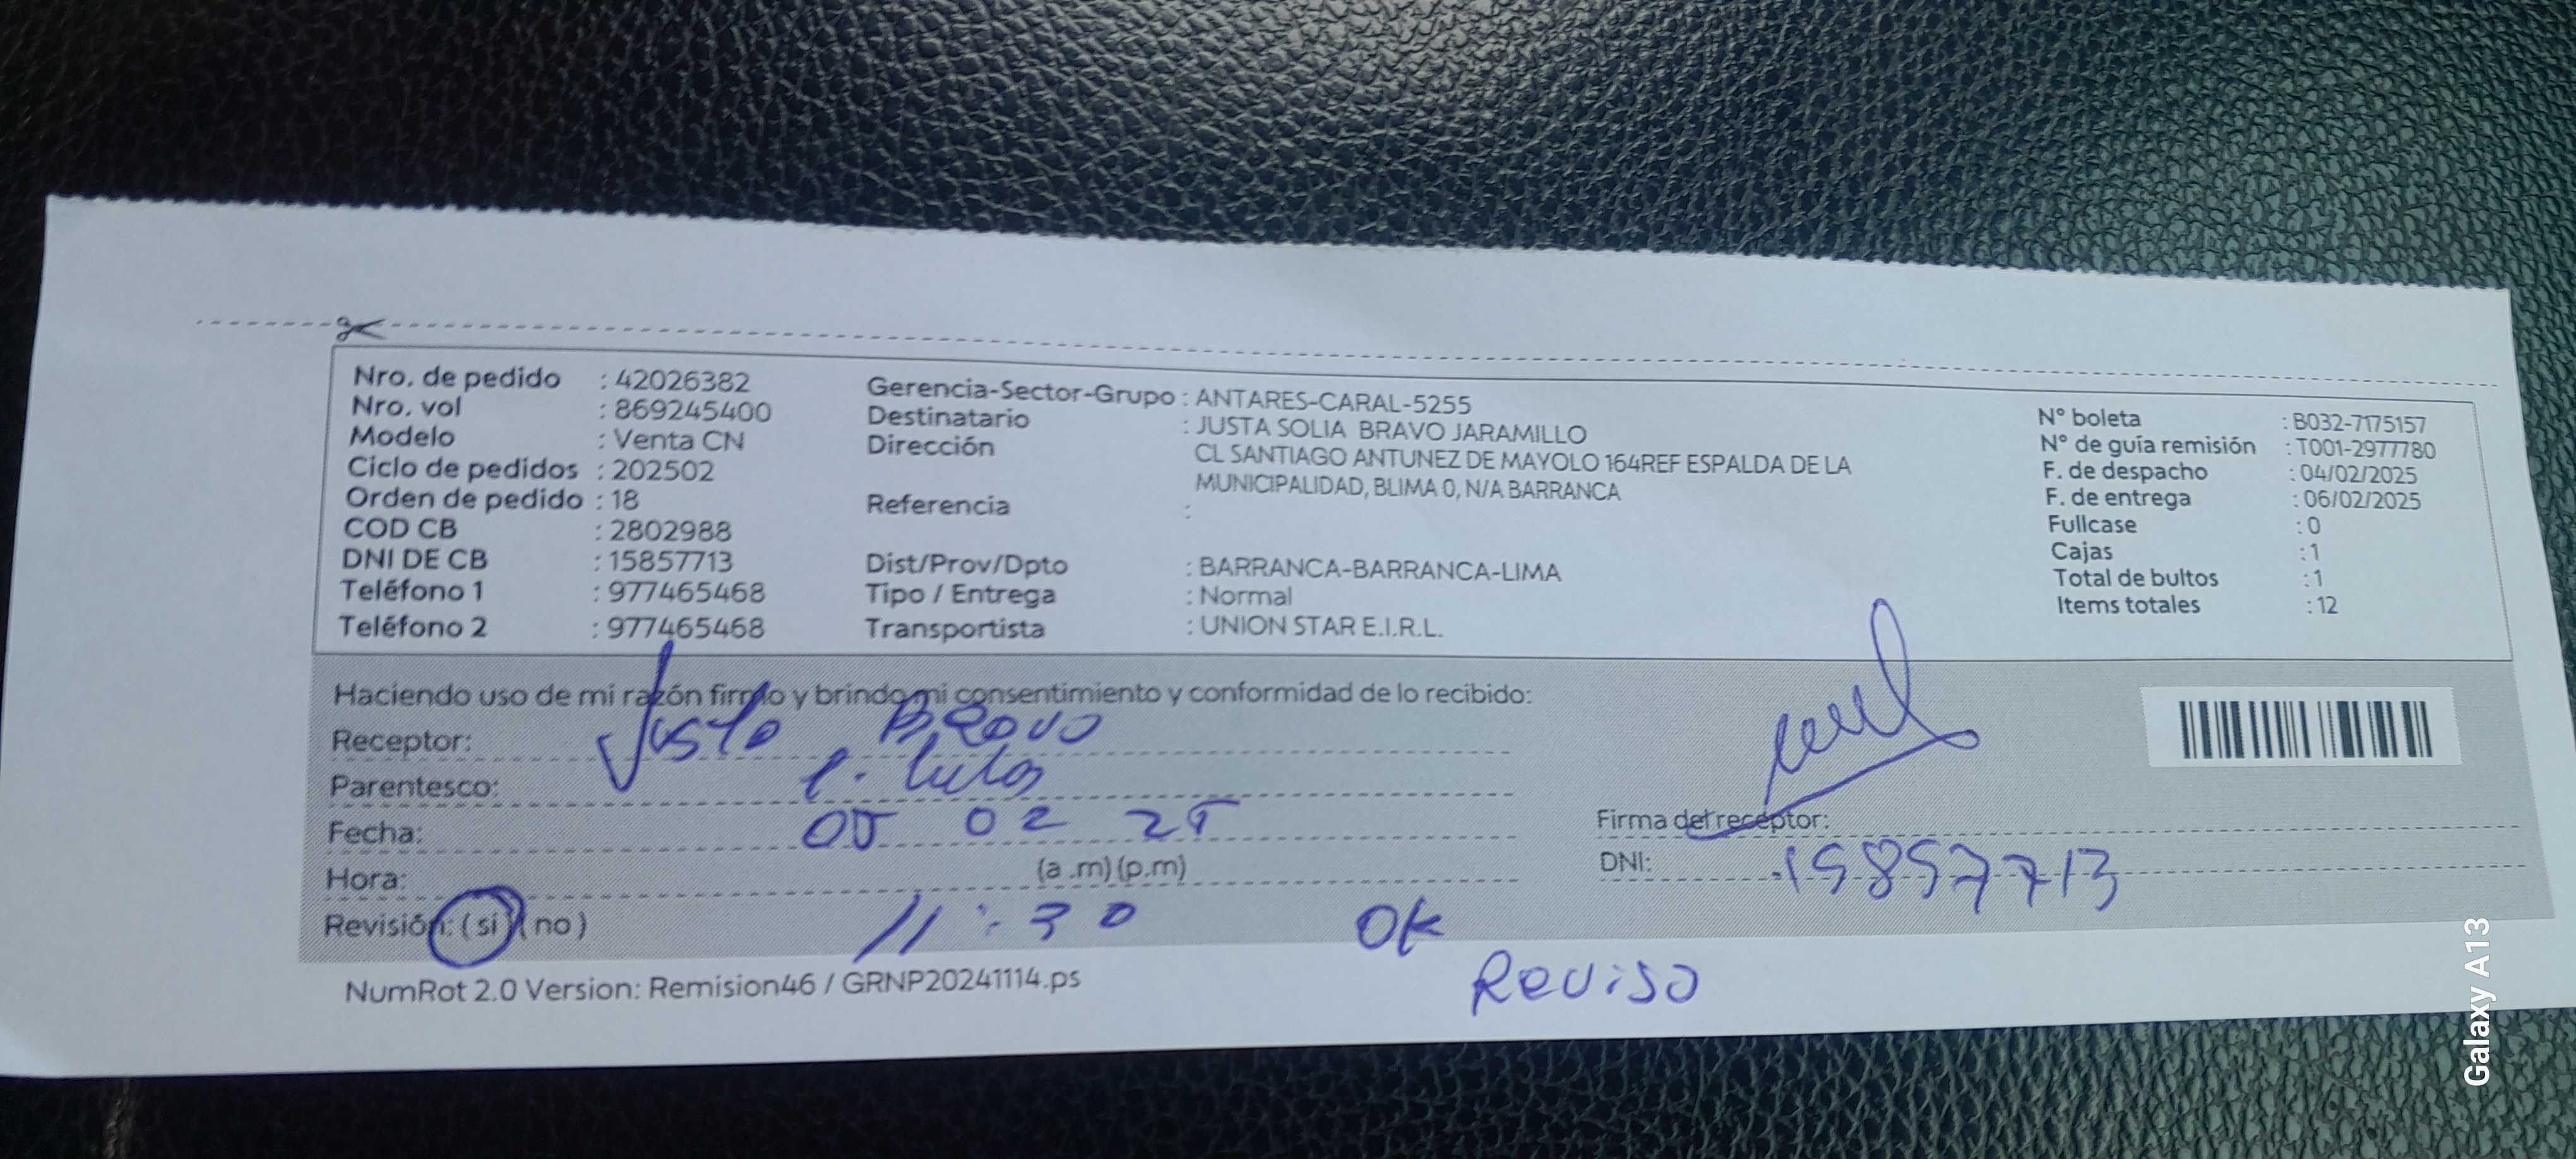 Nro. de pedido : 42026382
Nro. vol : 869245400
Modelo : Venta CN
Ciclo de pedidos : 202502
Orden de pedido : 18
COD CB : 2802988
DNI DE CB : 15857713
Teléfono 1 : 977465468
Teléfono 2 : 977465468
Gerencia-Sector-Grupo : ANTARES-CARAL-5255
Destinatario : JUSTA SOLIA BRAVO JARAMILLO
Dirección CL SANTIAGO ANTUNEZ DE MAYOLO 164REF ESPALDA DE LA
MUNICIPALIDAD, BLIMA 0, N/A BARRANCA
Referencia :
Dist/Prov/Dpto : BARRANCA-BARRANCA-LIMA
Tipo / Entrega : Normal
Transportista : UNION STAR E.I.R.L.
N° boleta : B032-7175157
N° de guía remisión : T001-2977780
F. de despacho : 04/02/2025
F. de entrega : 06/02/2025
Fullcase : 0
Cajas : 1
Total de bultos : 1
Items totales : 12
Haciendo uso de mi razón firmo y brindo mi consentimiento y conformidad de lo recibido:
Receptor: Justa Bravo
Parentesco:
Fecha: 05 02 25
Hora: (a .m) (p.m)
Revisión: ( si ) ( no ) 11:30 OK
Reviso
Firma del receptor:
DNI: 15857713
NumRot 2.0 Version: Remision46 / GRNP20241114.ps
Galaxy A13